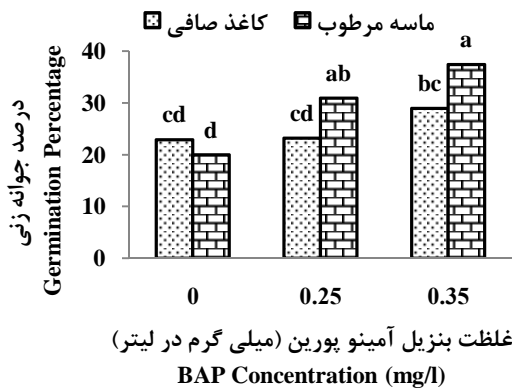 کاغذ صافی ماسه مرطوب
درصد جوانه زنی
Germination Percentage
40
30
20
10
0
cd
d
cd
ab
bc
a
0 0.25 0.35
غلظت بنزیل آمینو پورین (میلی گرم در لیتر)
BAP Concentration (mg/l)